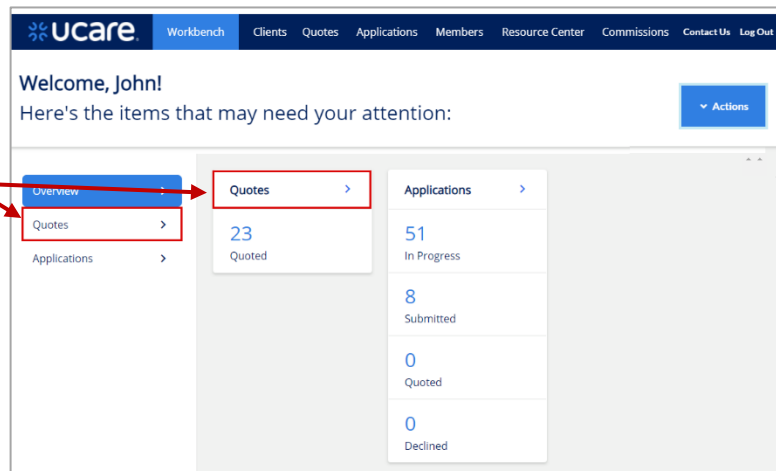 ucare. Workbench Clients Quotes Applications Members Resource Center Commissions Contact Us Log Out
Welcome, John!
Here's the items that may need your attention:
Actions
Overview
Quotes
Applications
Quotes
23
Quoted
Applications
51
In Progress
8
Submitted
0
Quoted
0
Declined